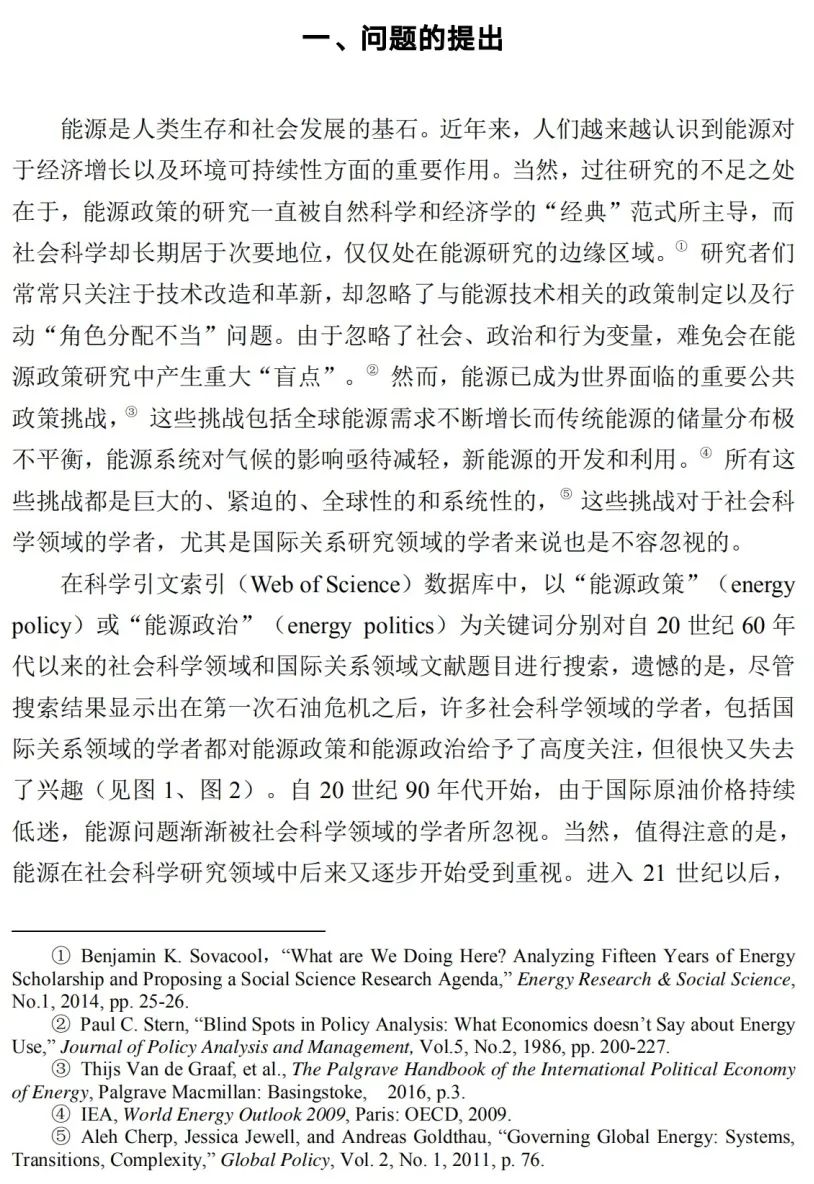 一、问题的提出
能源是人类生存和社会发展的基石。近年来，人们越来越认识到能源对
于经济增长以及环境可持续性方面的重要作用。当然，过往研究的不足之处
在于，能源政策的研究一直被自然科学和经济学的“经典”范式所主导，而
社会科学却长期居于次要地位，仅仅处在能源研究的边缘区域。① 研究者们
常常只关注于技术改造和革新，却忽略了与能源技术相关的政策制定以及行
动“角色分配不当”问题。由于忽略了社会、政治和行为变量，难免会在能
源政策研究中产生重大“盲点”。② 然而，能源已成为世界面临的重要公共
政策挑战，③ 这些挑战包括全球能源需求不断增长而传统能源的储量分布极
不平衡，能源系统对气候的影响亟待减轻，新能源的开发和利用。④ 所有这
些挑战都是巨大的、紧迫的、全球性的和系统性的，⑤ 这些挑战对于社会科
学领域的学者，尤其是国际关系研究领域的学者来说也是不容忽视的。
在科学引文索引（Web of Science）数据库中，以“能源政策”（energy
policy）或“能源政治”（energy politics）为关键词分别对自 20 世纪 60 年
代以来的社会科学领域和国际关系领域文献题目进行搜索，遗憾的是，尽管
搜索结果显示出在第一次石油危机之后，许多社会科学领域的学者，包括国
际关系领域的学者都对能源政策和能源政治给予了高度关注，但很快又失去
了兴趣（见图 1、图 2）。自 20 世纪 90 年代开始，由于国际原油价格持续
低迷，能源问题渐渐被社会科学领域的学者所忽视。当然，值得注意的是，
能源在社会科学研究领域中后来又逐步开始受到重视。进入 21 世纪以后，
① Benjamin K. Sovacool，“What are We Doing Here? Analyzing Fifteen Years of Energy
Scholarship and Proposing a Social Science Research Agenda,” Energy Research & Social Science,
No.1, 2014, pp. 25-26.
② Paul C. Stern, “Blind Spots in Policy Analysis: What Economics doesn’t Say about Energy
Use,” Journal of Policy Analysis and Management, Vol.5, No.2, 1986, pp. 200-227.
③ Thijs Van de Graaf, et al., The Palgrave Handbook of the International Political Economy
of Energy, Palgrave Macmillan: Basingstoke, 2016, p.3.
④ IEA, World Energy Outlook 2009, Paris: OECD, 2009.
⑤ Aleh Cherp, Jessica Jewell, and Andreas Goldthau, “Governing Global Energy: Systems,
Transitions, Complexity,” Global Policy, Vol. 2, No. 1, 2011, p. 76.